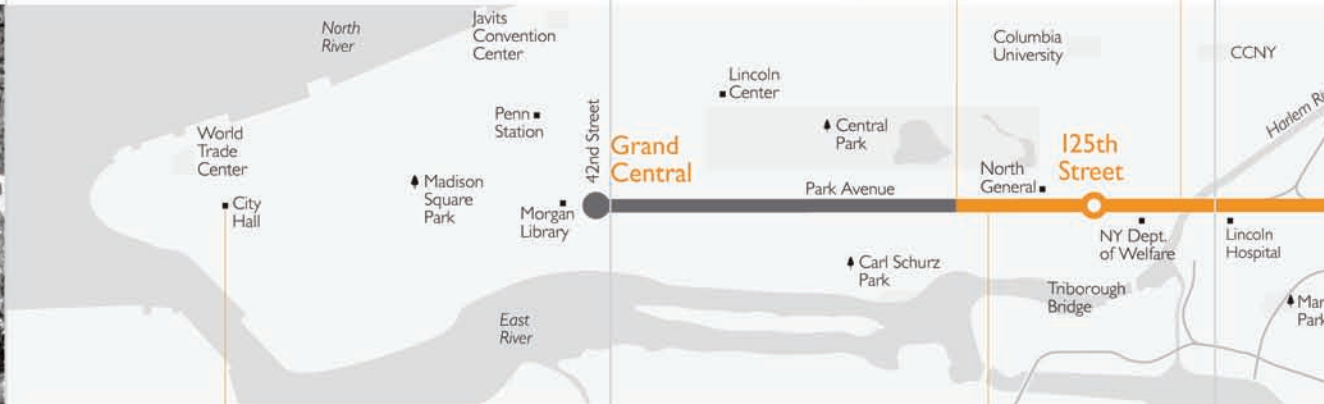 North
River
Javits
Convention
Center
Columbia
University
CCNY
Lincoln
Center
Penn
Station
42nd Street
Grand
Central
Central
Park
125th
Street
Harlem
World
Trade
Center
Madison
Square
Park
North
General
Park Avenue
City
Hall
Morgan
Library
NY Dept.
of Welfare
Lincoln
Hospital
Carl Schurz
Park
Triborough
Bridge
East
River
Park